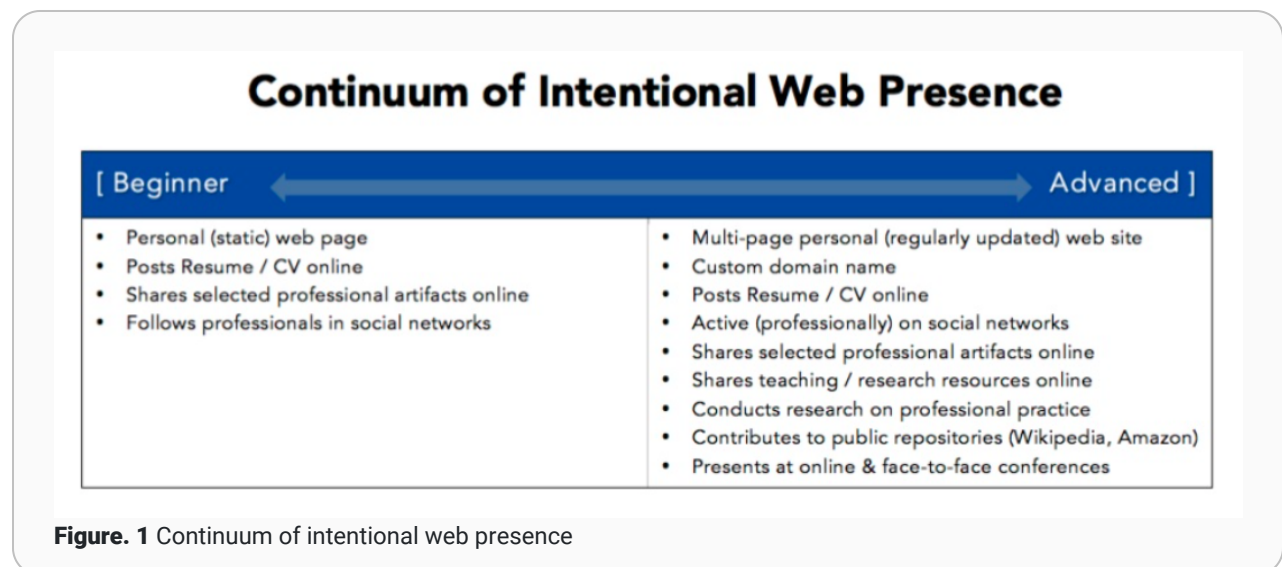 Continuum of Intentional Web Presence
[ Beginner
Advanced ]
• Personal (static) web page
• Posts Resume / CV online
• Shares selected professional artifacts online
• Follows professionals in social networks
• Multi-page personal (regularly updated) web site
• Custom domain name
• Posts Resume / CV online
• Active (professionally) on social networks
• Shares selected professional artifacts online
• Shares teaching / research resources online
• Conducts research on professional practice
• Contributes to public repositories (Wikipedia, Amazon)
• Presents at online & face-to-face conferences
Figure. 1 Continuum of intentional web presence